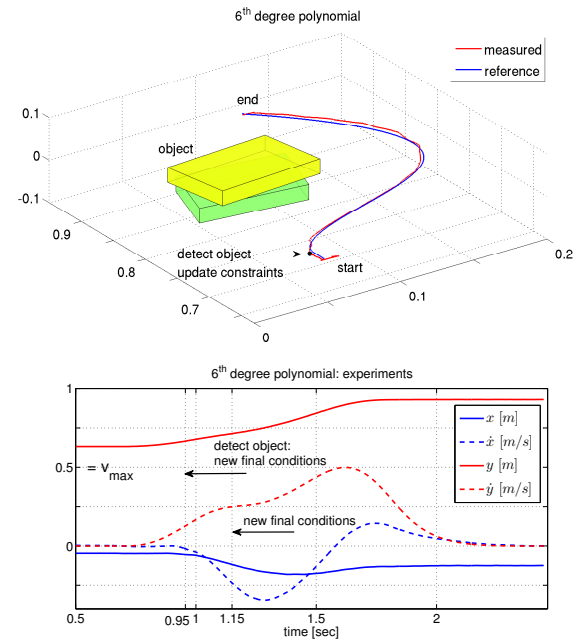 6th degree polynomial
measured
reference
end
object
0.1
0
-0.1
0.9
0.8
0.7
detect object
update constraints
start
0.2
0.1
0
6th degree polynomial: experiments
1
0.5
0
= vmax
detect object:
new final conditions
new final conditions
x [m]
ẋ [m/s]
y [m]
ẏ [m/s]
0.5
0.95
1
1.15
1.5
2
time [sec]